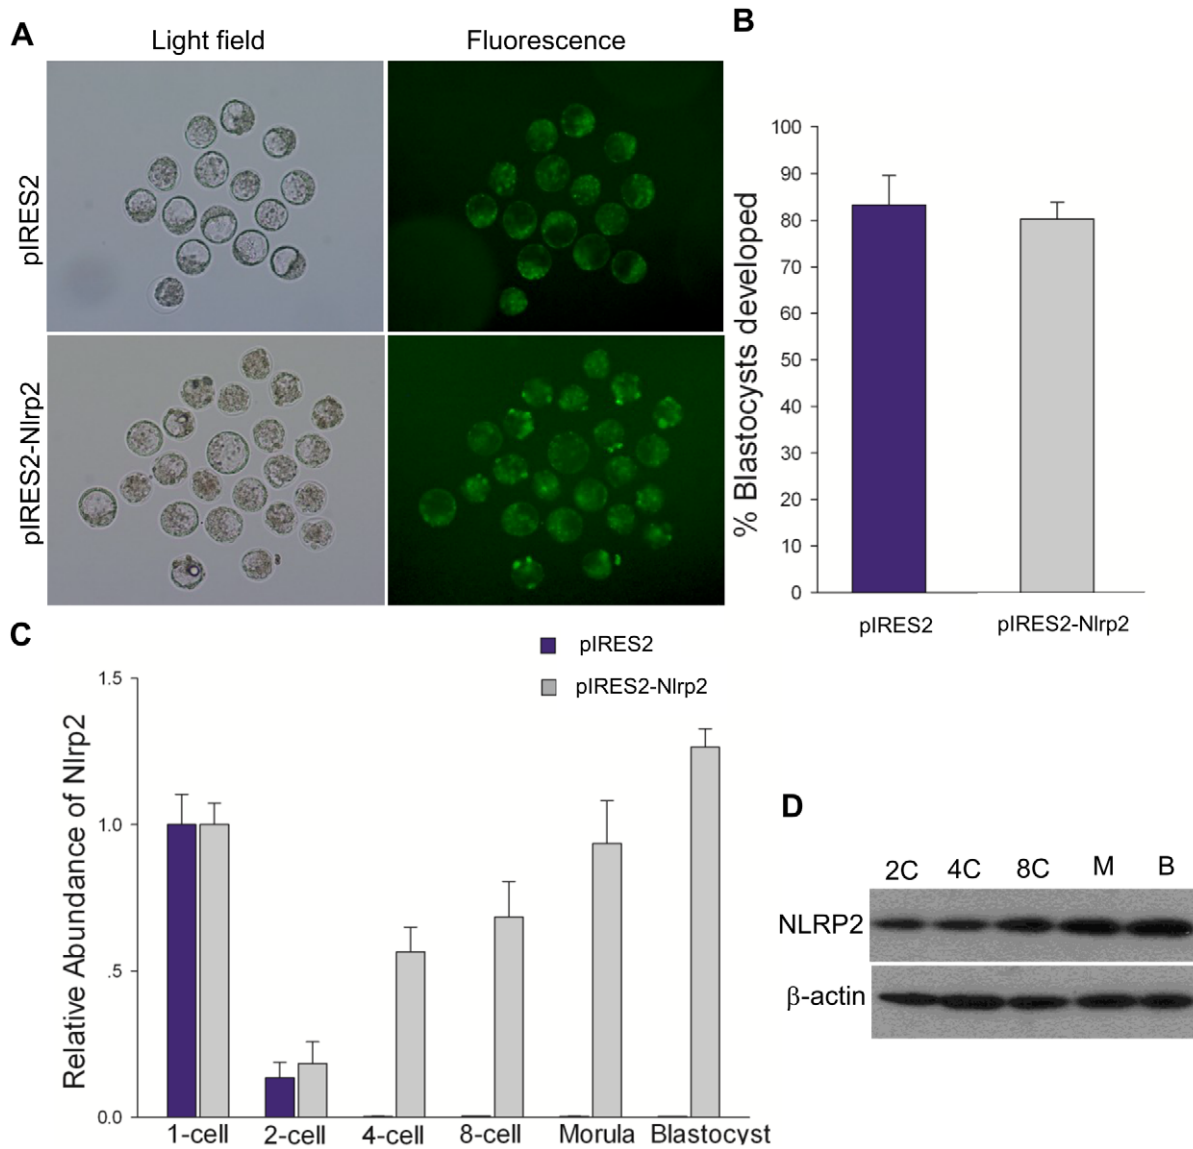 A
Light field
Fluorescence
pIRES2
pIRES2-Nlrp2
B
% Blastocysts developed
100
90
80
70
60
50
40
30
20
10
0
pIRES2
pIRES2-Nlrp2
C
pIRES2
pIRES2-Nlrp2
Relative Abundance of Nlrp2
1.5
1.0
.5
0.0
1-cell
2-cell
4-cell
8-cell
Morula
Blastocyst
D
2C 4C 8C M B
NLRP2
β-actin